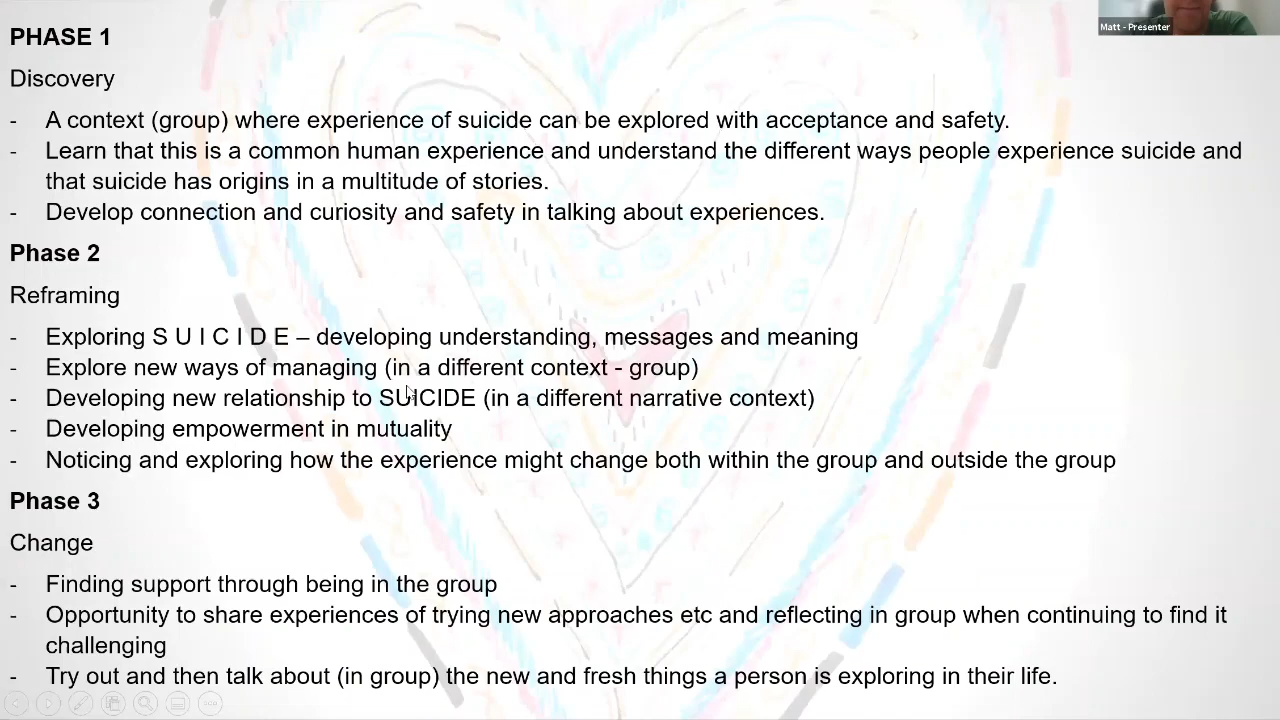 Matt - Presenter
PHASE 1
Discovery
- A context (group) where experience of suicide can be explored with acceptance and safety.
- Learn that this is a common human experience and understand the different ways people experience suicide and
that suicide has origins in a multitude of stories.
- Develop connection and curiosity and safety in talking about experiences.
Phase 2
Reframing
- Exploring S U I C I D E – developing understanding, messages and meaning
- Explore new ways of managing (in a different context - group)
- Developing new relationship to SUICIDE (in a different narrative context)
- Developing empowerment in mutuality
- Noticing and exploring how the experience might change both within the group and outside the group
Phase 3
Change
- Finding support through being in the group
- Opportunity to share experiences of trying new approaches etc and reflecting in group when continuing to find it
challenging
- Try out and then talk about (in group) the new and fresh things a person is exploring in their life.